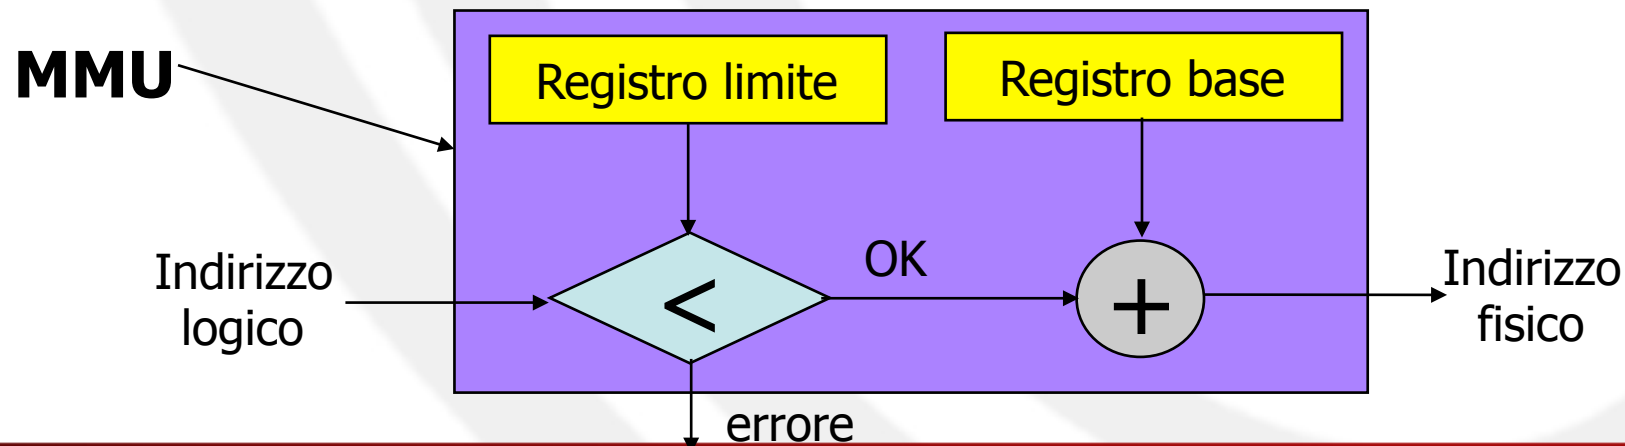 MMU
Registro limite
Registro base
Indirizzo
logico
<
OK
+
Indirizzo
fisico
errore